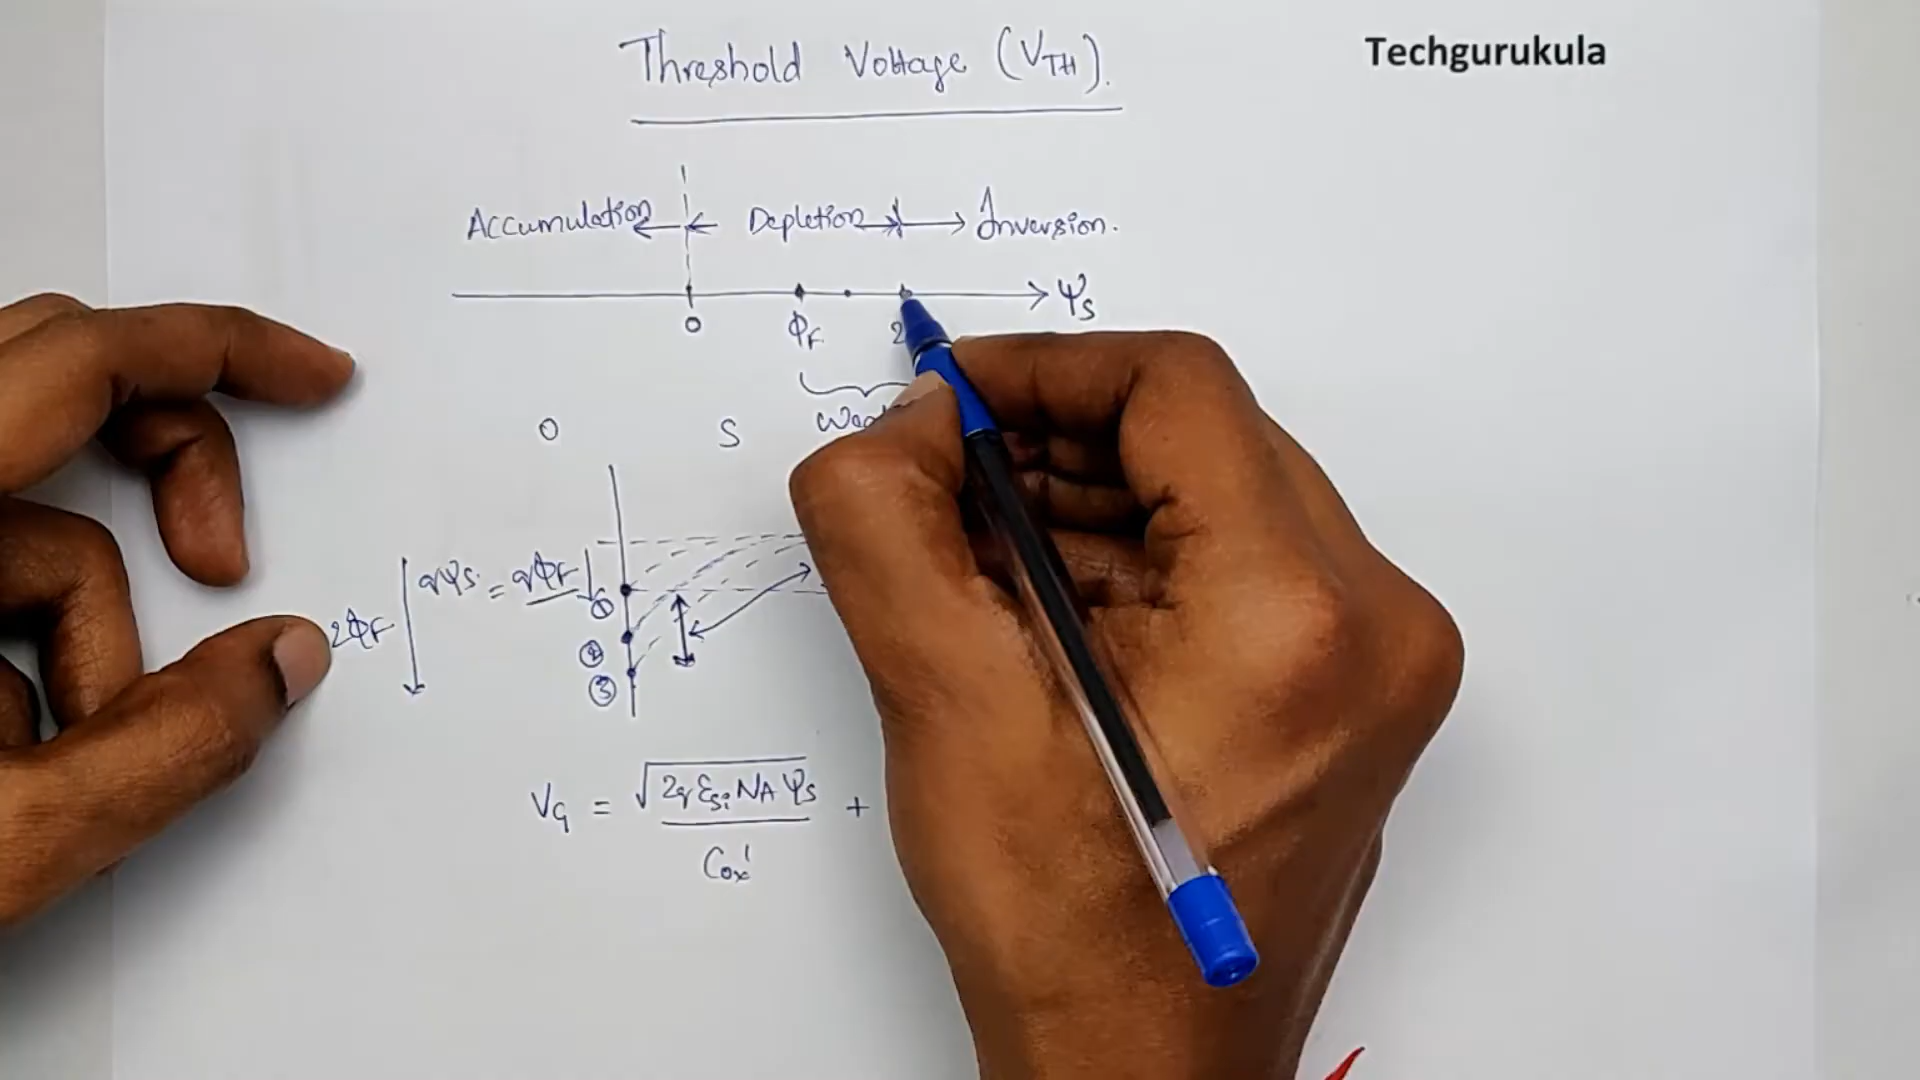 Threshold Voltage (VTH).
Techgurukula
Accumulation Depletion Inversion.
ψS
0 ΦF 2
O S
qψS = qΦF ①
2ΦF
②
③
VG = √2qεSiNAψS / Cox' +